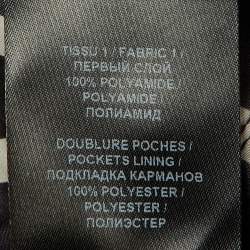 TISSU 1 / FABRIC 1 /
ПЕРВЫЙ СЛОЙ
100% POLYAMIDE /
POLYAMIDE /
ПОЛИАМИД
DOUBLURE POCHES /
POCKETS LINING /
ПОДКЛАДКА КАРМАНОВ
100% POLYESTER /
POLYESTER /
ПОЛИЭСТЕР